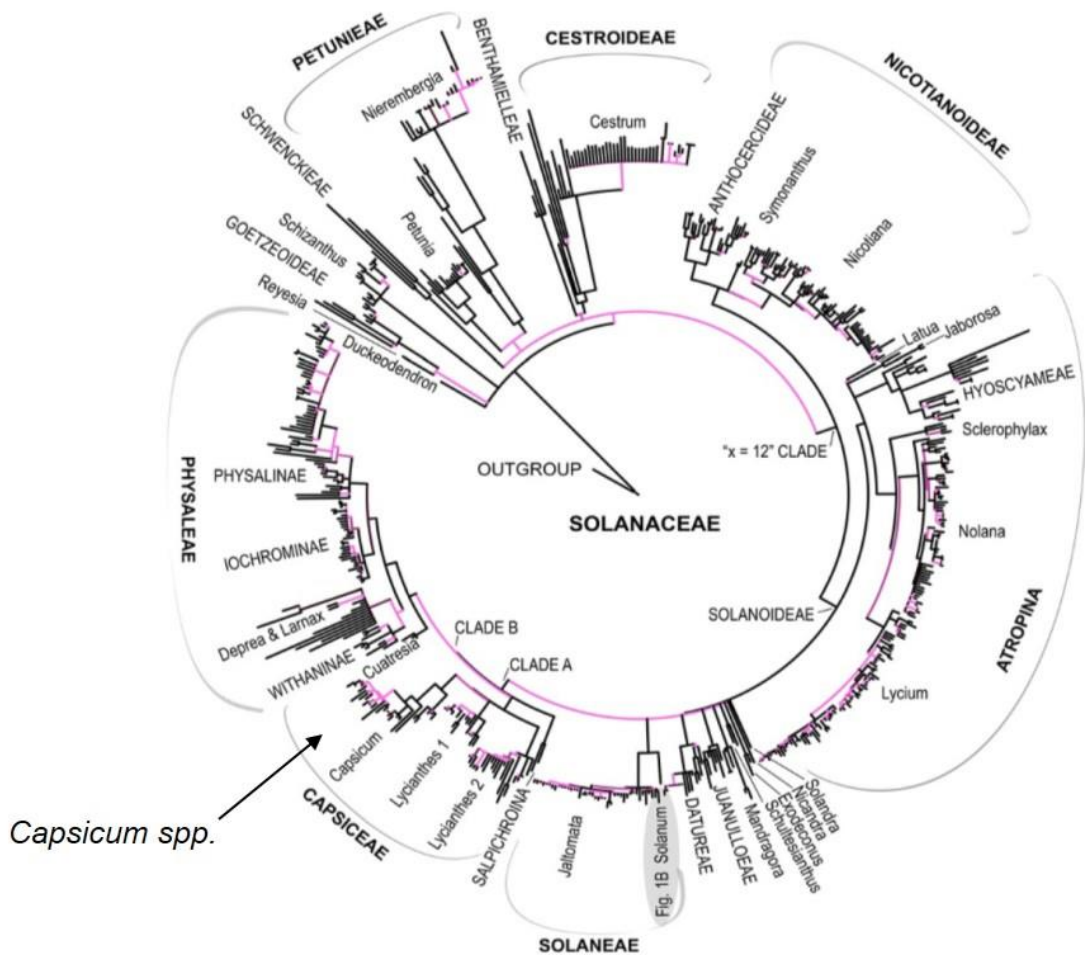 PETUNIEAE
BENTHAMIELLEAE
CESTROIDEAE
NICOTIANOIDEAE
Nierembergia
Cestrum
ANTHOCERCIDEAE
Symonanthus
SCHWENCKIEAE
Petunia
Nicotiana
Schizanthus
GOETZEOIDEAE
Reyesia
Duckeodendron
Latua
Jaborosa
HYOSCYAMEAE
Sclerophylax
"x = 12" CLADE
OUTGROUP
SOLANACEAE
PHYSALEAE
PHYSALINAE
IOCHROMINAE
Nolana
SOLANOIDEAE
ATROPINA
Deprea & Larnax
WITHANINAE
Cuatresia
CLADE B
CLADE A
Lycium
Capsicum spp.
Capsicum
Lycianthes 1
Lycianthes 2
CAPSICEAE
SALPICHROINA
Jaltomata
Fig. 1B Solanum
DATUREAE
JUANULLOEAE
Mandragora
Schultesianthus
Exodeconus
Nicandra
Solandra
SOLANEAE